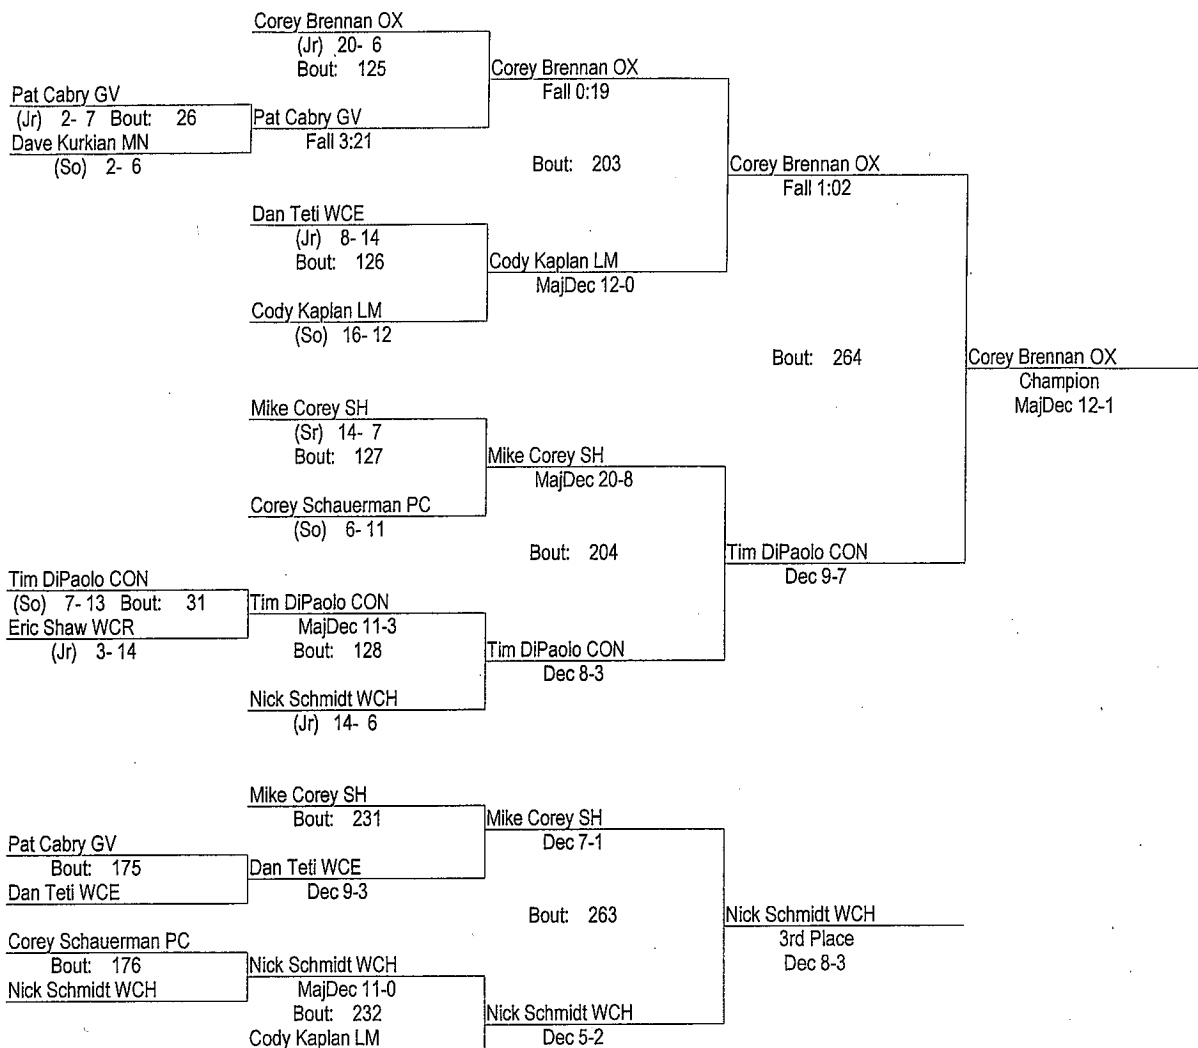 Corey Brennan OX
(Jr) 20- 6
Bout: 125
Corey Brennan OX
Fall 0:19
Pat Cabry GV
(Jr) 2- 7 Bout: 26
Dave Kurkian MN
(So) 2- 6
Pat Cabry GV
Fall 3:21
Bout: 203
Corey Brennan OX
Fall 1:02
Dan Teti WCE
(Jr) 8- 14
Bout: 126
Cody Kaplan LM
MajDec 12-0
Cody Kaplan LM
(So) 16- 12
Bout: 264
Corey Brennan OX
Champion
MajDec 12-1
Mike Corey SH
(Sr) 14- 7
Bout: 127
Mike Corey SH
MajDec 20-8
Corey Schauerman PC
(So) 6- 11
Bout: 204
Tim DiPaolo CON
Dec 9-7
Tim DiPaolo CON
(So) 7- 13 Bout: 31
Eric Shaw WCR
(Jr) 3- 14
Tim DiPaolo CON
MajDec 11-3
Bout: 128
Tim DiPaolo CON
Dec 8-3
Nick Schmidt WCH
(Jr) 14- 6
Mike Corey SH
Bout: 231
Mike Corey SH
Dec 7-1
Pat Cabry GV
Bout: 175
Dan Teti WCE
Dan Teti WCE
Dec 9-3
Bout: 263
Nick Schmidt WCH
3rd Place
Dec 8-3
Corey Schauerman PC
Bout: 176
Nick Schmidt WCH
Nick Schmidt WCH
MajDec 11-0
Bout: 232
Nick Schmidt WCH
Dec 5-2
Cody Kaplan LM